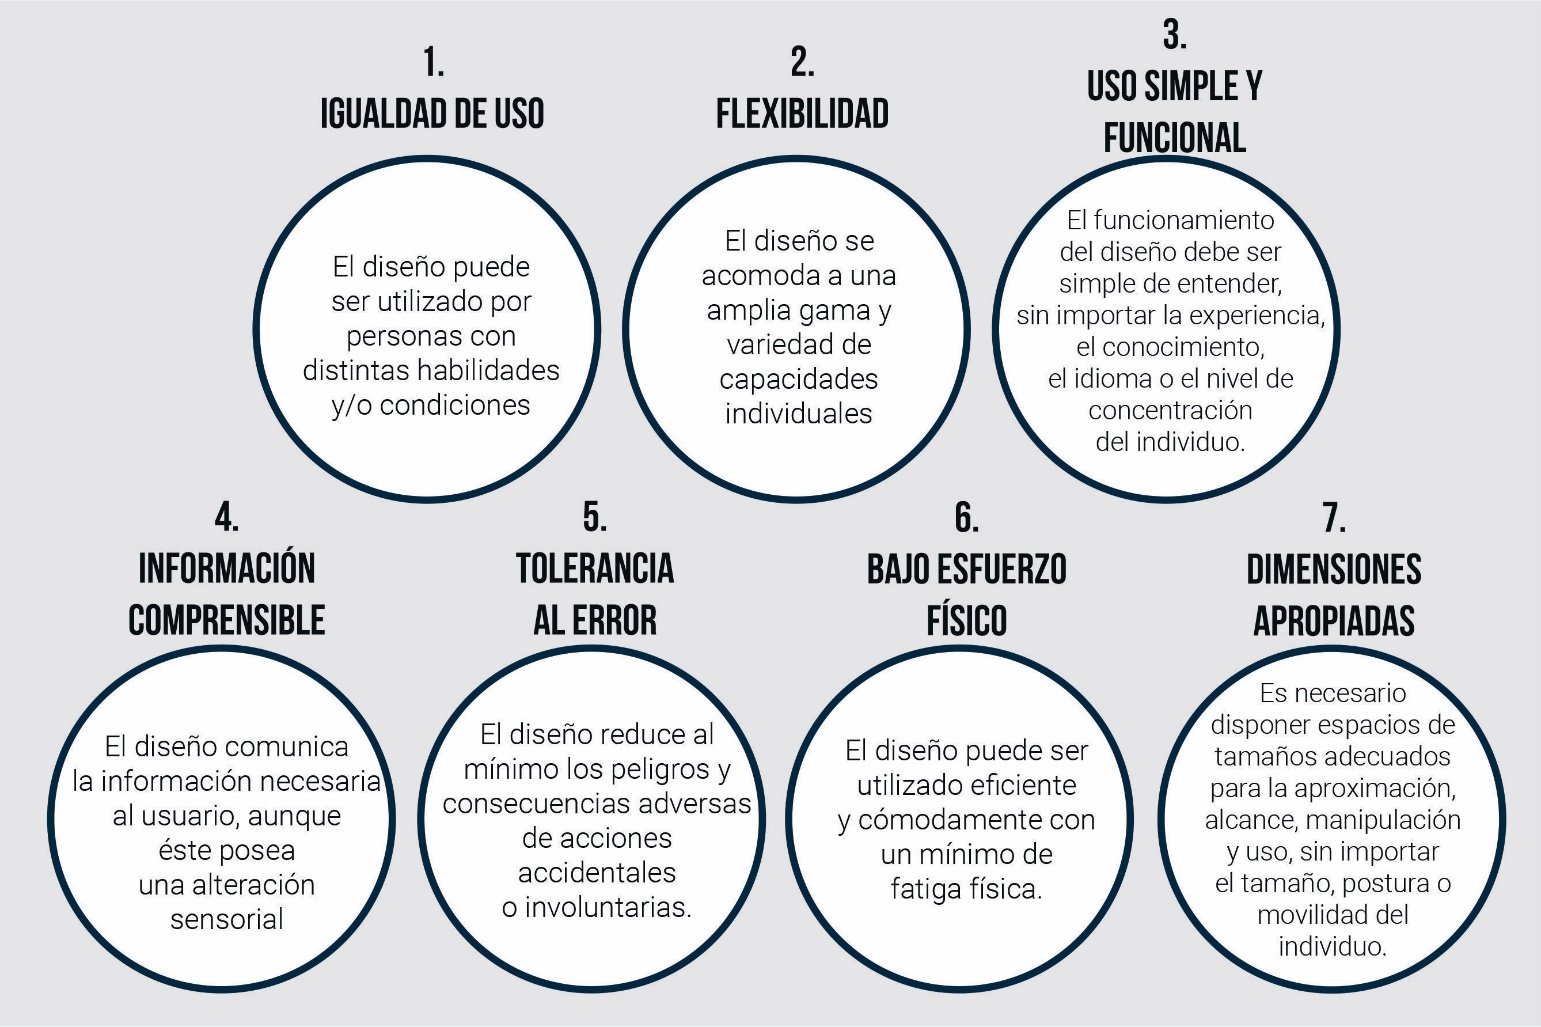 1.
IGUALDAD DE USO
El diseño puede
ser utilizado por
personas con
distintas habilidades
y/o condiciones
2.
FLEXIBILIDAD
El diseño se
acomoda a una
amplia gama y
variedad de
capacidades
individuales
3.
USO SIMPLE Y
FUNCIONAL
El funcionamiento
del diseño debe ser
simple de entender,
sin importar la experiencia,
el conocimiento,
el idioma o el nivel de
concentración
del individuo.
4.
INFORMACIÓN
COMPRENSIBLE
El diseño comunica
la información necesaria
al usuario, aunque
éste posea
una alteración
sensorial
5.
TOLERANCIA
AL ERROR
El diseño reduce al
mínimo los peligros y
consecuencias adversas
de acciones
accidentales
o involuntarias.
6.
BAJO ESFUERZO
FÍSICO
El diseño puede ser
utilizado eficiente
y cómodamente con
un mínimo de
fatiga física.
7.
DIMENSIONES
APROPIADAS
Es necesario
disponer espacios de
tamaños adecuados
para la aproximación,
alcance, manipulación
y uso, sin importar
el tamaño, postura o
movilidad del
individuo.